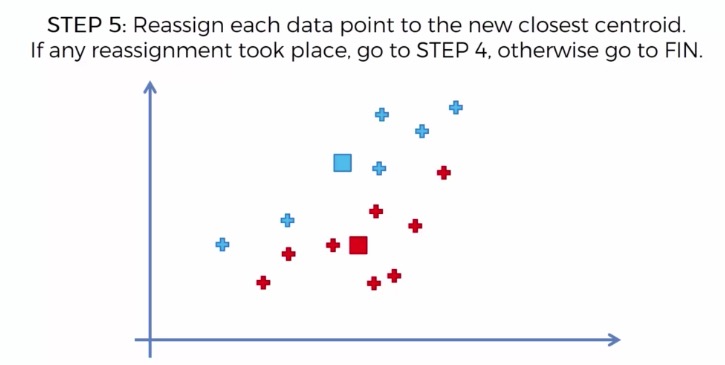 STEP 5: Reassign each data point to the new closest centroid.
If any reassignment took place, go to STEP 4, otherwise go to FIN.